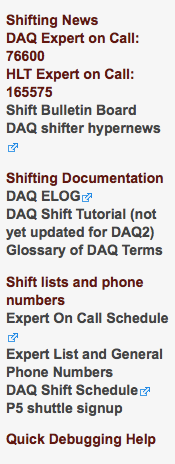 Shifting News
DAQ Expert on Call:
76600
HLT Expert on Call:
165575
Shift Bulletin Board
DAQ shifter hypernews
Shifting Documentation
DAQ ELOG
DAQ Shift Tutorial (not
yet updated for DAQ2)
Glossary of DAQ Terms
Shift lists and phone
numbers
Expert On Call Schedule
Expert List and General
Phone Numbers
DAQ Shift Schedule
P5 shuttle signup
Quick Debugging Help